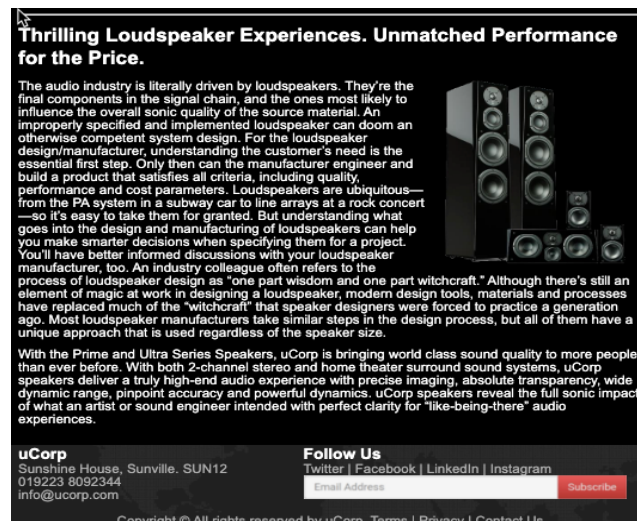 Thrilling Loudspeaker Experiences. Unmatched Performance
for the Price.
The audio industry is literally driven by loudspeakers. They're the
final components in the signal chain, and the ones most likely to
influence the overall sonic quality of the source material. An
improperly specified and implemented loudspeaker can doom an
otherwise competent system design. For the loudspeaker
design/manufacturer, understanding the customer's need is the
essential first step. Only then can the manufacturer engineer and
build a product that satisfies all criteria, including quality,
performance and cost parameters. Loudspeakers are ubiquitous—
from the PA system in a subway car to line arrays at a rock concert
—so it's easy to take them for granted. But understanding what
goes into the design and manufacturing of loudspeakers can help
you make smarter decisions when specifying them for a project.
You'll have better informed discussions with your loudspeaker
manufacturer, too. An industry colleague often refers to the
process of loudspeaker design as “one part wisdom and one part witchcraft.” Although there's still an
element of magic at work in designing a loudspeaker, modern design tools, materials and processes
have replaced much of the “witchcraft” that speaker designers were forced to practice a generation
ago. Most loudspeaker manufacturers take similar steps in the design process, but all of them have a
unique approach that is used regardless of the speaker size.
With the Prime and Ultra Series Speakers, uCorp is bringing world class sound quality to more people
than ever before. With both 2-channel stereo and home theater surround sound systems, uCorp
speakers deliver a truly high-end audio experience with precise imaging, absolute transparency, wide
dynamic range, pinpoint accuracy and powerful dynamics. uCorp speakers reveal the full sonic impact
of what an artist or sound engineer intended with perfect clarity for “like-being-there” audio
experiences.
uCorp
Sunshine House, Sunville. SUN12
019223 8092344
info@ucorp.com
Follow Us
Twitter | Facebook | LinkedIn | Instagram
Email Address
Subscribe
Copyright © All rights reserved by uCorp. Terms | Privacy | Contact Us